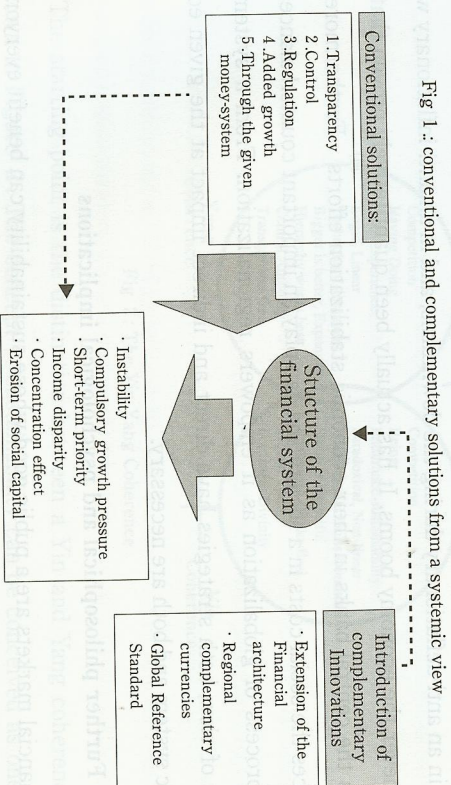 Fig 1.: conventional and complementary solutions from a systemic view
Conventional solutions:
1.Transparency
2.Control
3.Regulation
4.Added growth
5.Through the given
money-system
Stucture of the
financial system
· Instability
· Compulsory growth pressure
· Short-term priority
· Income disparity
· Concentration effect
· Erosion of social capital
Introduction of
complementary
Innovations
· Extension of the
Financial
architecture
· Regional
complementary
currencies
· Global Reference
Standard